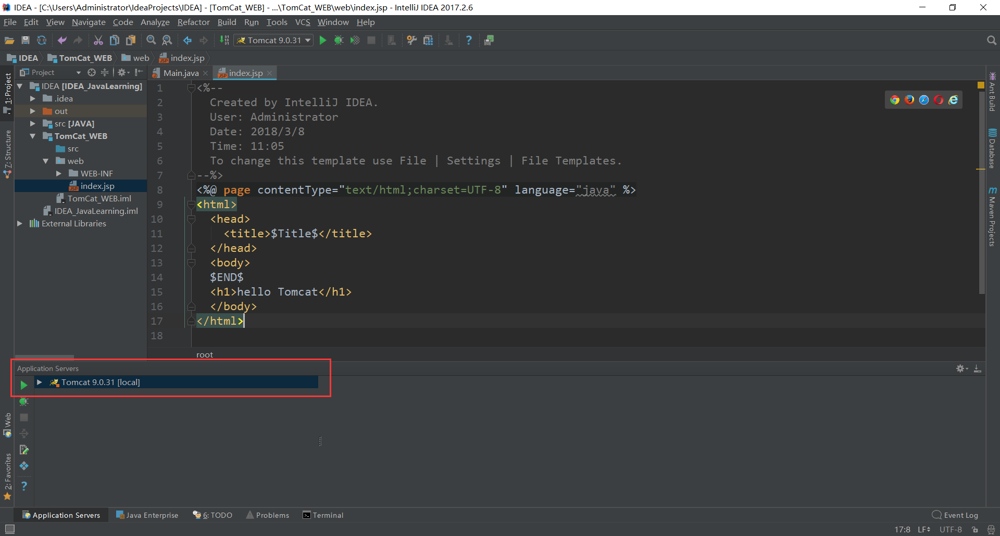 IDEA - [C:\Users\Administrator\IdeaProjects\IDEA] - [TomCat_WEB] - ...\TomCat_WEB\web\index.jsp - IntelliJ IDEA 2017.2.6
File Edit View Navigate Code Analyze Refactor Build Run Tools VCS Window Help
Tomcat 9.0.31
IDEA TomCat_WEB web index.jsp
Project
Main.java
index.jsp
1: Project
Z: Structure
Web
2: Favorites
IDEA [IDEA_JavaLearning]
.idea
out
src [JAVA]
TomCat_WEB
src
web
WEB-INF
index.jsp
TomCat_WEB.iml
IDEA_JavaLearning.iml
External Libraries
1 <%--
2 Created by IntelliJ IDEA.
3 User: Administrator
4 Date: 2018/3/8
5 Time: 11:05
6 To change this template use File | Settings | File Templates.
7 --%>
8 <%@ page contentType="text/html;charset=UTF-8" language="java" %>
9 <html>
10 <head>
11 <title>$Title$</title>
12 </head>
13 <body>
14 $END$
15 <h1>hello Tomcat</h1>
16 </body>
17 </html>
18
root
Ant Build
Database
Maven Projects
Application Servers
Tomcat 9.0.31 [local]
Application Servers Java Enterprise 6: TODO Problems Terminal Event Log
17:8 LF UTF-8